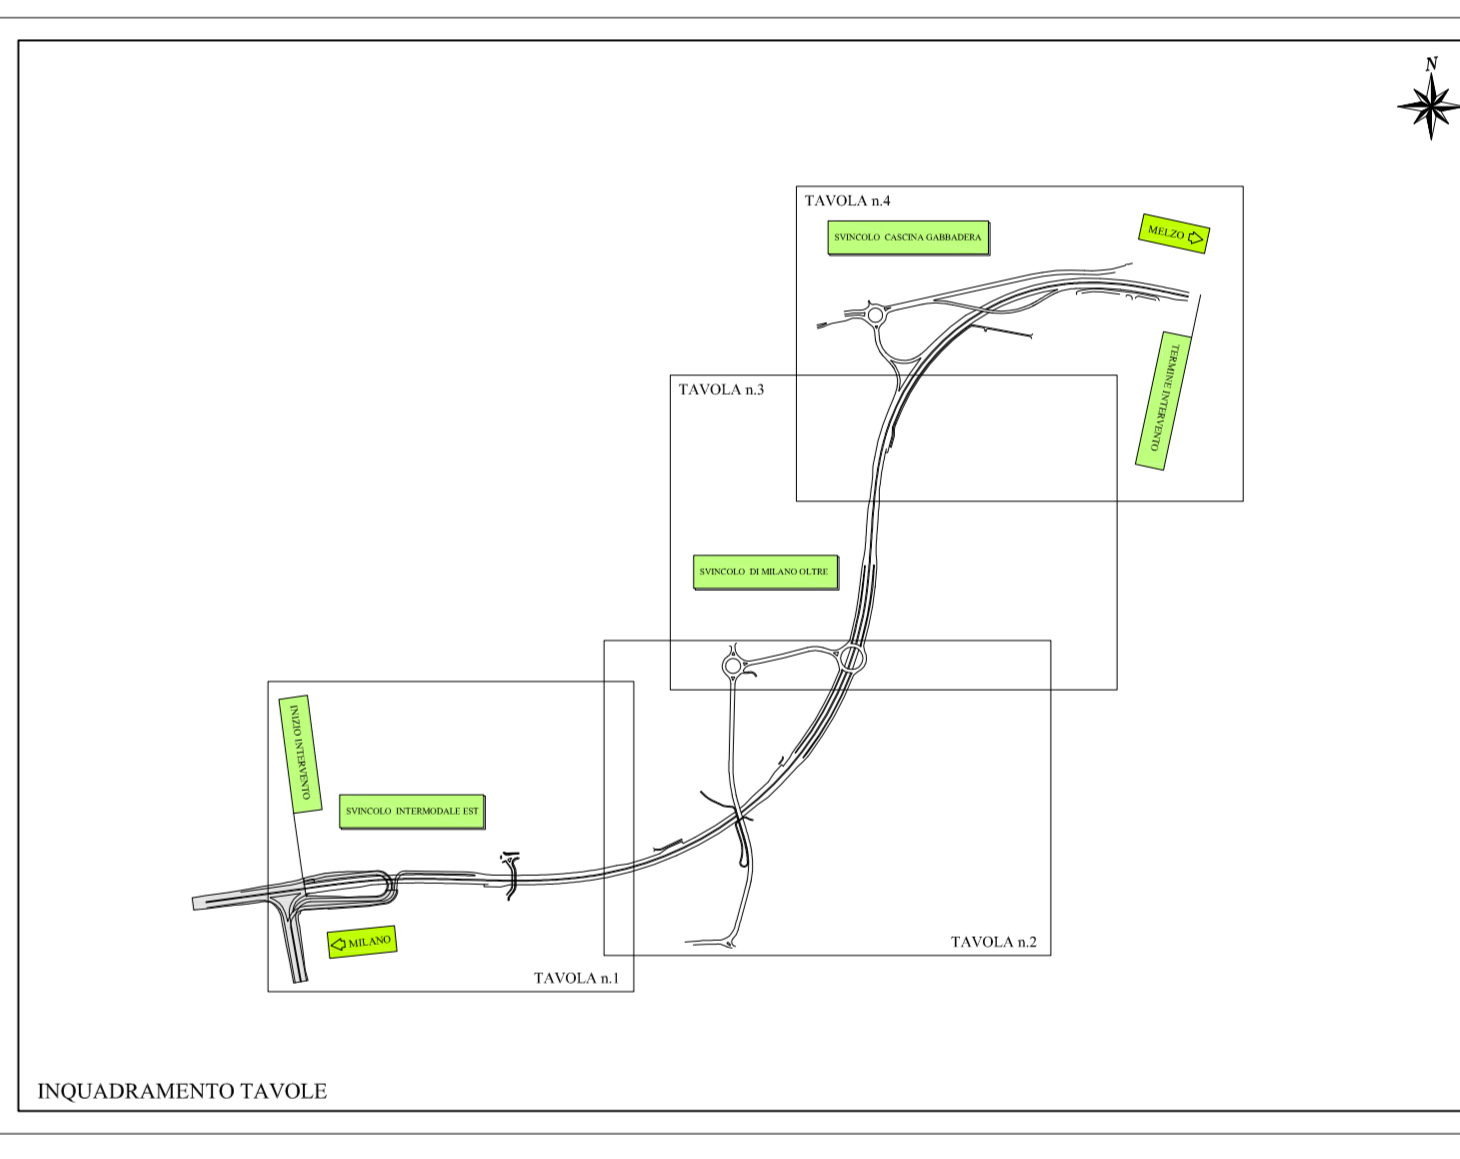 N
TAVOLA n.4
SVINCOLO CASCINA GABBADERA
MELZO
TERMINE INTERVENTO
TAVOLA n.3
SVINCOLO DI MILANO OLTRE
INIZIO INTERVENTO
SVINCOLO INTERMODALE EST
MILANO
TAVOLA n.2
TAVOLA n.1
INQUADRAMENTO TAVOLE